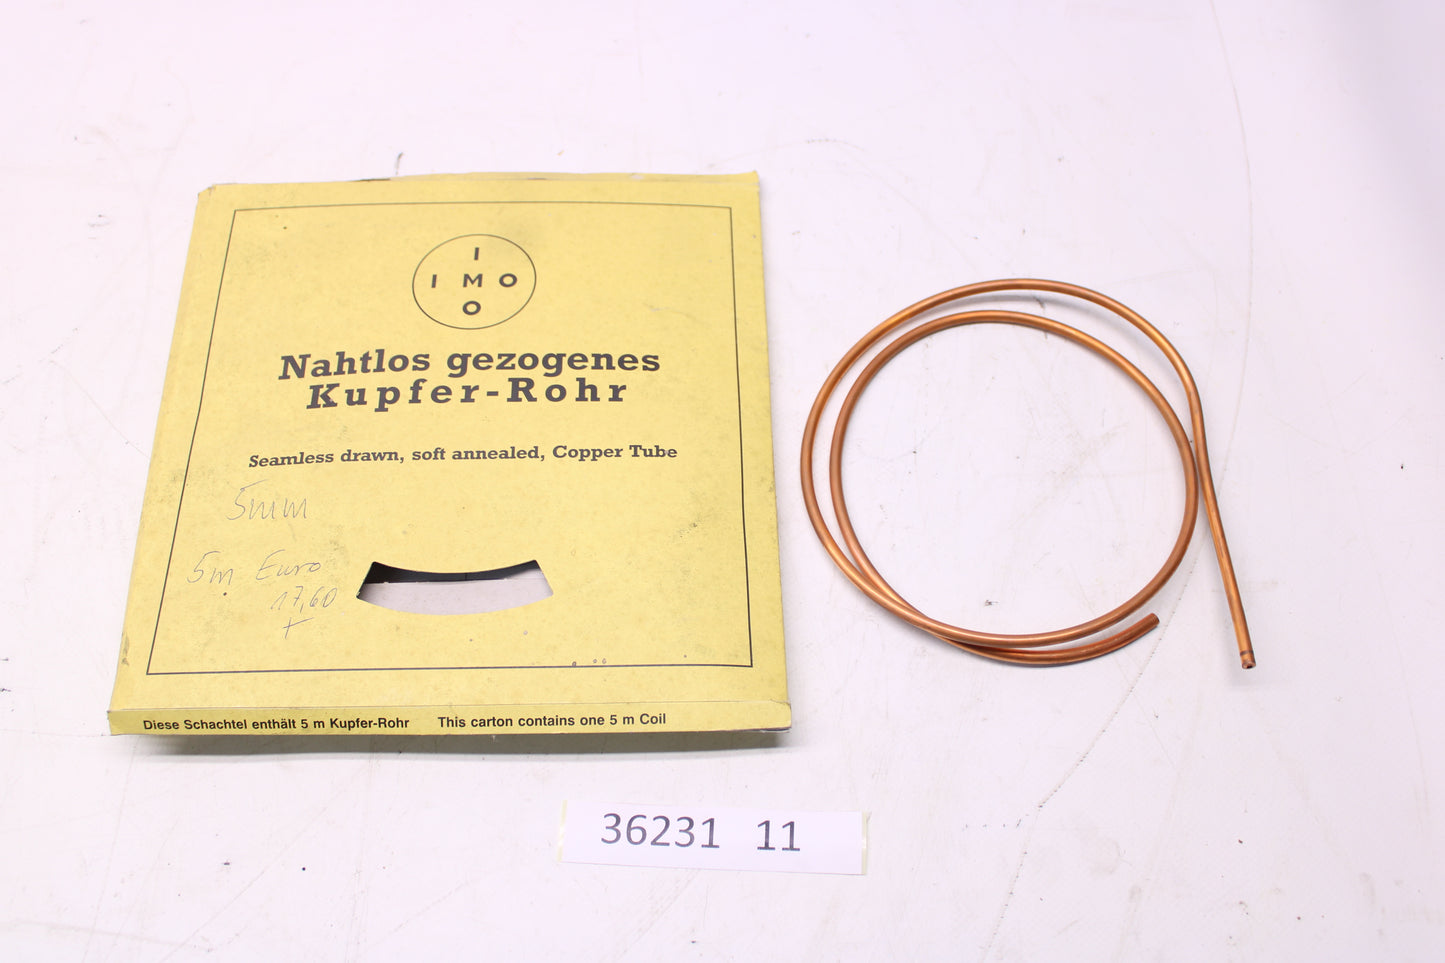 I
I M O
O
Nahtlos gezogenes
Kupfer-Rohr
Seamless drawn, soft annealed, Copper Tube
5mm
5m Euro
17,60
Diese Schachtel enthält 5 m Kupfer-Rohr This carton contains one 5 m Coil
36231 11